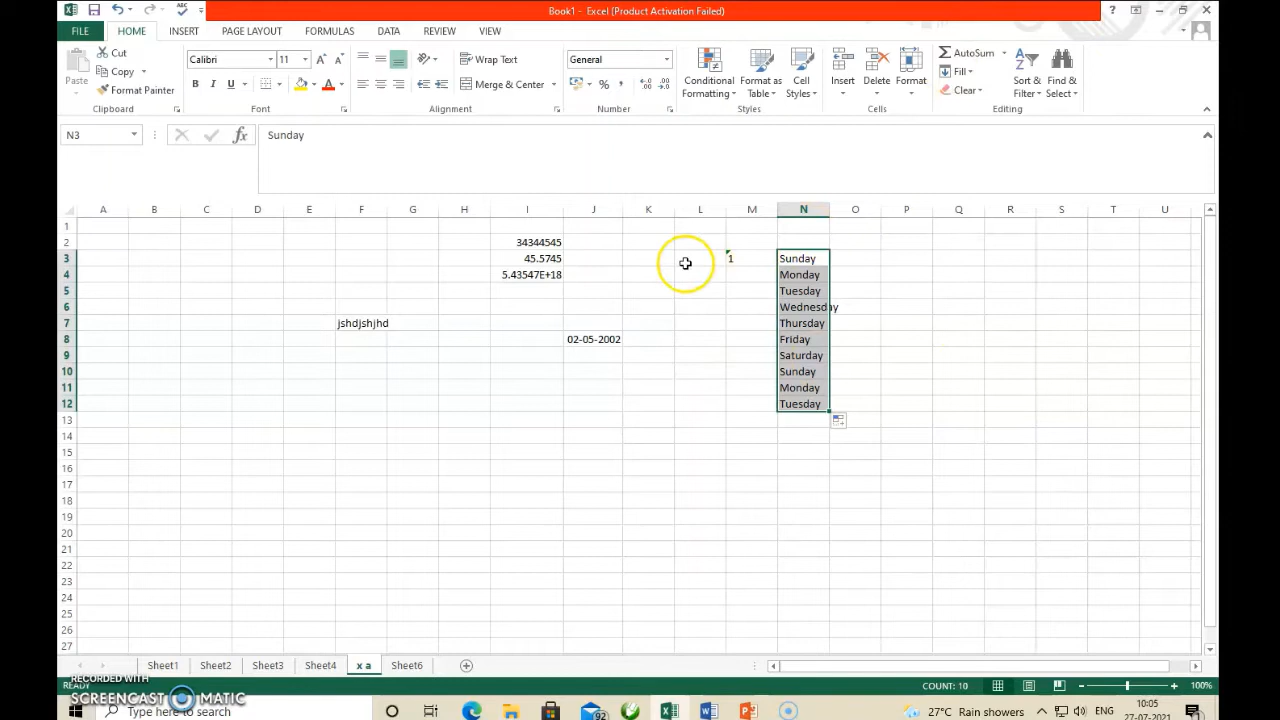 Book1 - Excel (Product Activation Failed)
FILE HOME INSERT PAGE LAYOUT FORMULAS DATA REVIEW VIEW
Cut
Copy
Format Painter
Paste
Clipboard
Calibri 11
B I U
Font
Wrap Text
Merge & Center
Alignment
General
Number
Conditional Formatting
Format as Table
Cell Styles
Styles
Insert Delete Format
Cells
AutoSum
Fill
Clear
Sort & Filter
Find & Select
Editing
N3 fx Sunday
A B C D E F G H I J K L M N O P Q R S T U
1
2 34344545
3 45.5745 1 Sunday
4 5.43547E+18 Monday
5 Tuesday
6 Wednesday
7 jshdjshjhd Thursday
8 02-05-2002 Friday
9 Saturday
10 Sunday
11 Monday
12 Tuesday
13
14
15
16
17
18
19
20
21
22
23
24
25
26
27
Sheet1 Sheet2 Sheet3 Sheet4 x a Sheet6
READY COUNT: 10 100%
RECORDED WITH
SCREENCAST MATIC
Type here to search 92 27°C Rain showers ENG 10:05
27-07-2021 1